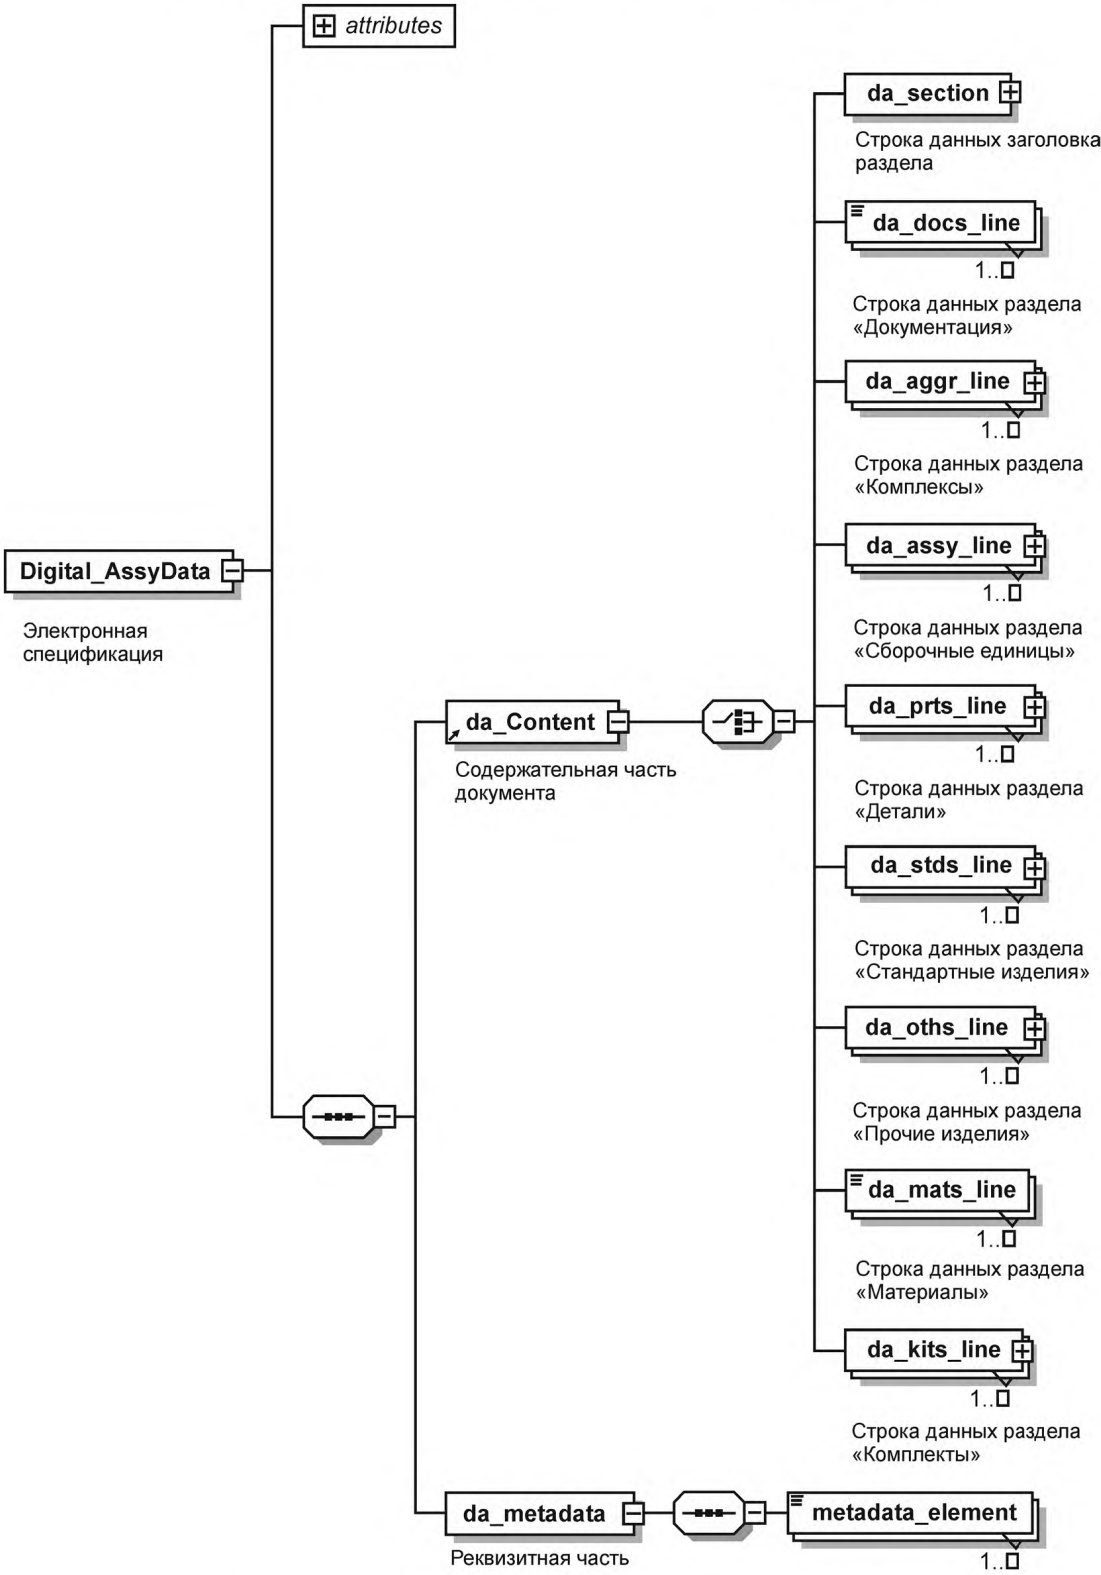 attributes
da_section
Строка данных заголовка
раздела
da_docs_line
1..
Строка данных раздела
«Документация»
da_aggr_line
1..
Строка данных раздела
«Комплексы»
da_assy_line
1..
Строка данных раздела
«Сборочные единицы»
Digital_AssyData
Электронная
спецификация
da_prts_line
1..
Строка данных раздела
«Детали»
da_Content
Содержательная часть
документа
da_stds_line
1..
Строка данных раздела
«Стандартные изделия»
da_oths_line
1..
Строка данных раздела
«Прочие изделия»
da_mats_line
1..
Строка данных раздела
«Материалы»
da_kits_line
1..
Строка данных раздела
«Комплекты»
da_metadata
Реквизитная часть
metadata_element
1..